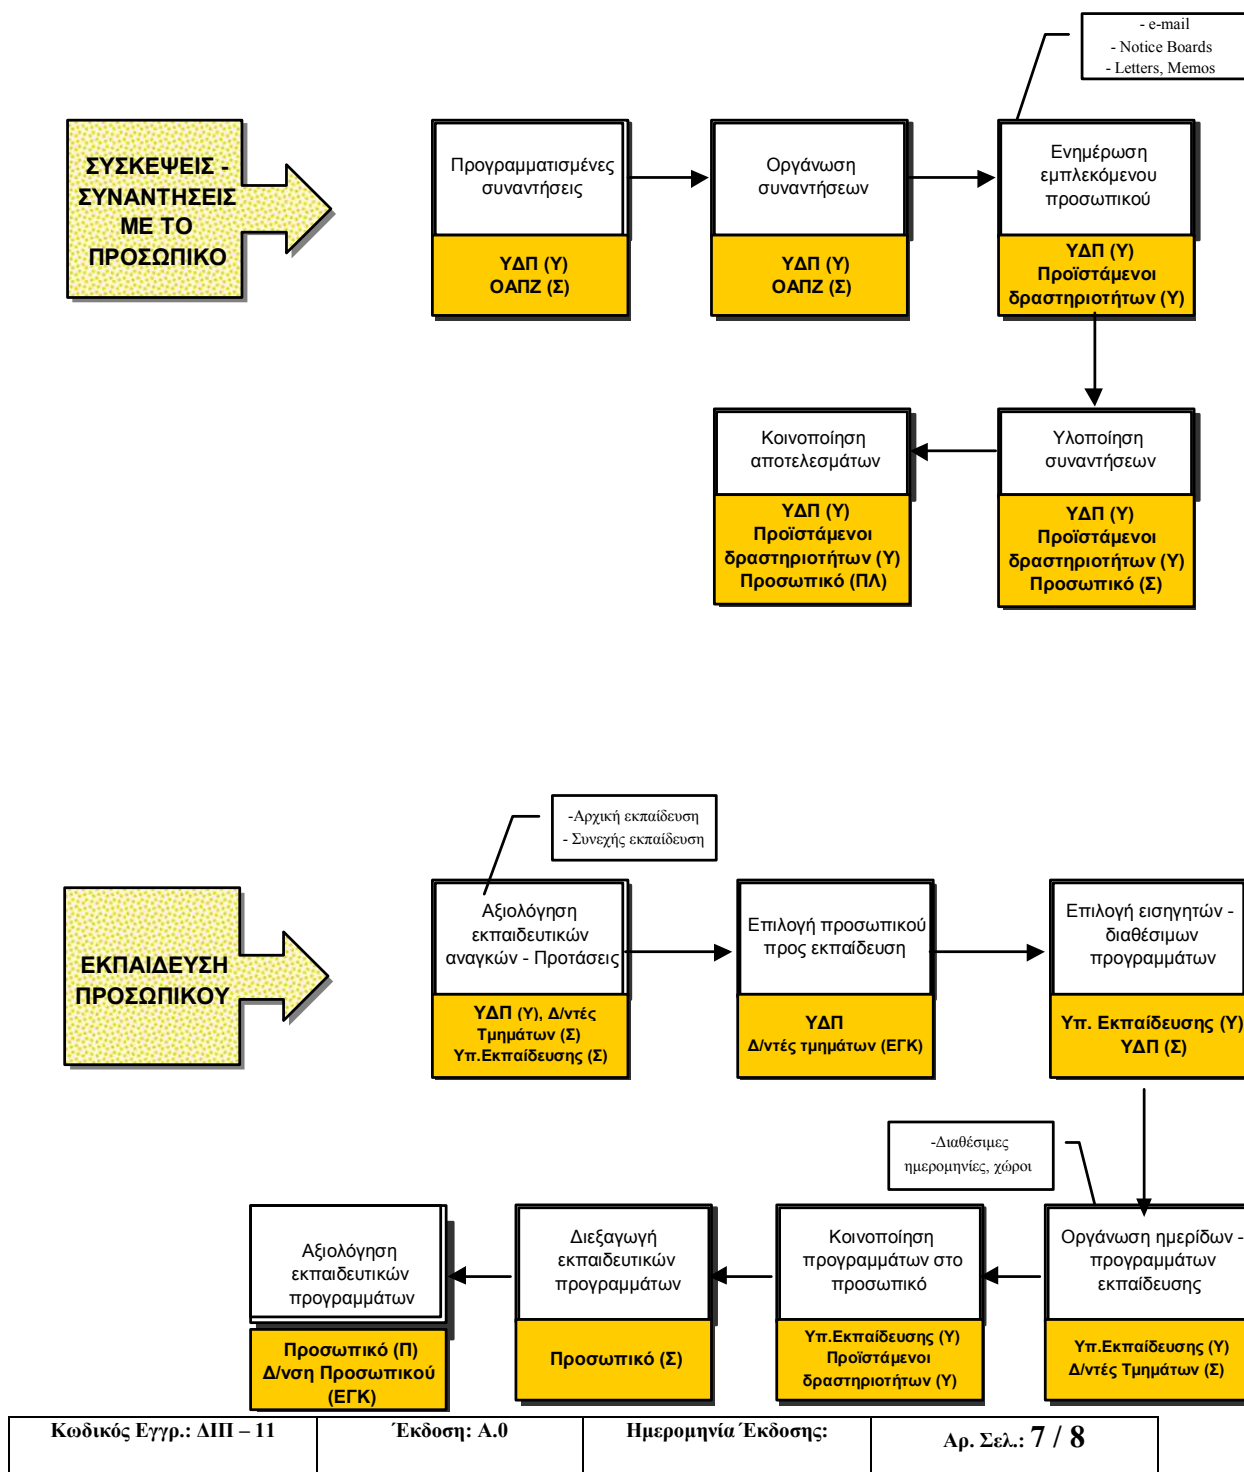 - e-mail
- Notice Boards
- Letters, Memos
ΣΥΣΚΕΨΕΙΣ -
ΣΥΝΑΝΤΗΣΕΙΣ
ΜΕ ΤΟ
ΠΡΟΣΩΠΙΚΟ
Προγραμματισμένες
συναντήσεις
ΥΔΠ (Υ)
ΟΑΠΖ (Σ)
Οργάνωση
συναντήσεων
ΥΔΠ (Υ)
ΟΑΠΖ (Σ)
Ενημέρωση
εμπλεκόμενου
προσωπικού
ΥΔΠ (Υ)
Προϊστάμενοι
δραστηριοτήτων (Υ)
Κοινοποίηση
αποτελεσμάτων
ΥΔΠ (Υ)
Προϊστάμενοι
δραστηριοτήτων (Υ)
Προσωπικό (ΠΛ)
Υλοποίηση
συναντήσεων
ΥΔΠ (Υ)
Προϊστάμενοι
δραστηριοτήτων (Υ)
Προσωπικό (Σ)
-Αρχική εκπαίδευση
- Συνεχής εκπαίδευση
ΕΚΠΑΙΔΕΥΣΗ
ΠΡΟΣΩΠΙΚΟΥ
Αξιολόγηση
εκπαιδευτικών
αναγκών - Προτάσεις
ΥΔΠ (Υ), Δ/ντές
Τμημάτων (Σ)
Υπ.Εκπαίδευσης (Σ)
Επιλογή προσωπικού
προς εκπαίδευση
ΥΔΠ
Δ/ντές τμημάτων (ΕΓΚ)
Επιλογή εισηγητών -
διαθέσιμων
προγραμμάτων
Υπ. Εκπαίδευσης (Υ)
ΥΔΠ (Σ)
-Διαθέσιμες
ημερομηνίες, χώροι
Αξιολόγηση
εκπαιδευτικών
προγραμμάτων
Προσωπικό (Π)
Δ/νση Προσωπικού
(ΕΓΚ)
Διεξαγωγή
εκπαιδευτικών
προγραμμάτων
Προσωπικό (Σ)
Κοινοποίηση
προγραμμάτων στο
προσωπικό
Υπ.Εκπαίδευσης (Υ)
Προϊστάμενοι
δραστηριοτήτων (Υ)
Οργάνωση ημερίδων -
προγραμμάτων
εκπαίδευσης
Υπ.Εκπαίδευσης (Υ)
Δ/ντές Τμημάτων (Σ)
Κωδικός Εγγρ.: ΔΙΠ – 11
Έκδοση: Α.0
Ημερομηνία Έκδοσης:
Αρ. Σελ.: 7 / 8